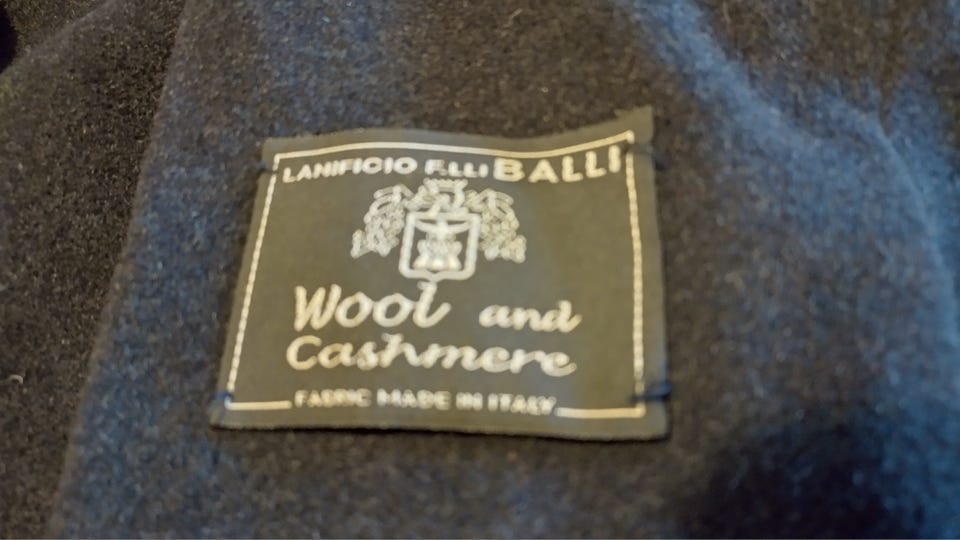 LANIFICIO F.LLI BALLI
Wool and
Cashmere
FABRIC MADE IN ITALY